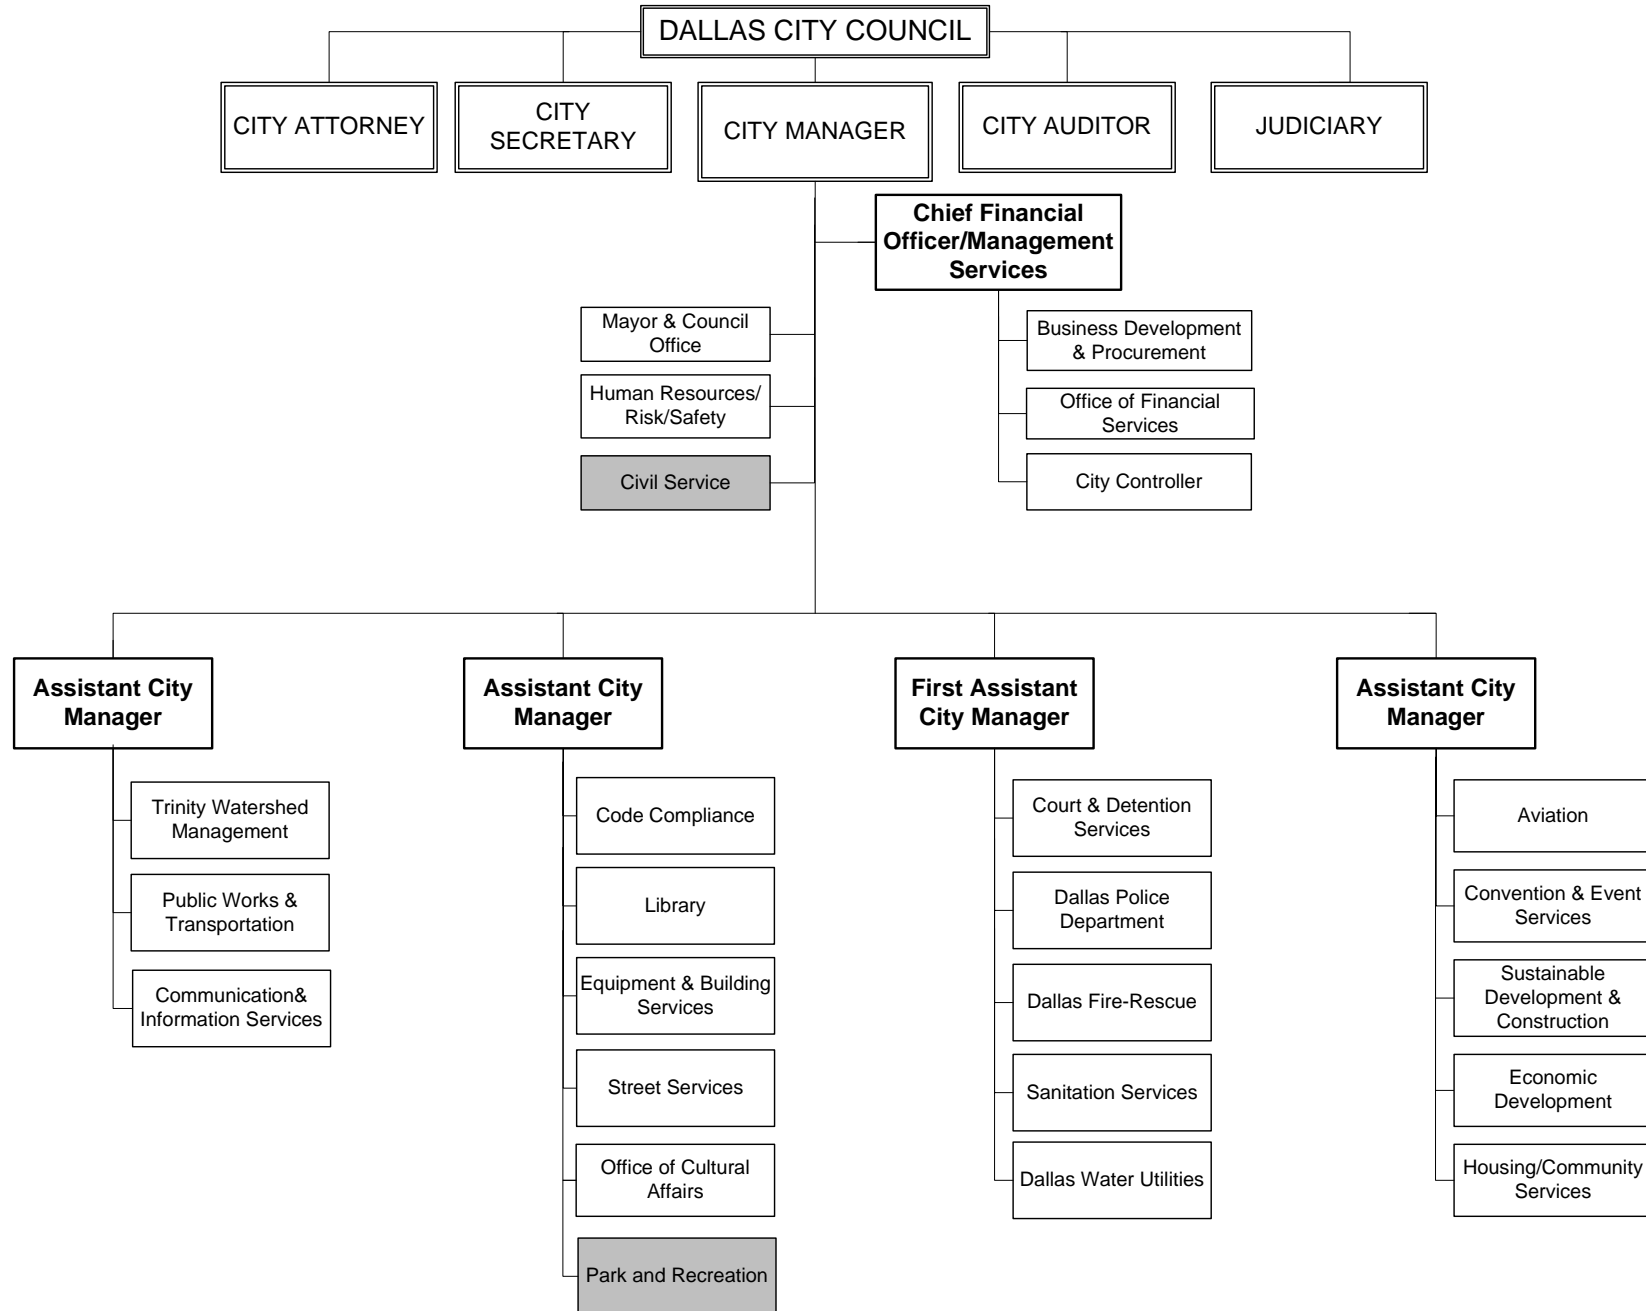 DALLAS CITY COUNCIL
CITY ATTORNEY
CITY
SECRETARY
CITY MANAGER
CITY AUDITOR
JUDICIARY
Chief Financial
Officer/Management
Services
Mayor & Council
Office
Human Resources/
Risk/Safety
Civil Service
Business Development
& Procurement
Office of Financial
Services
City Controller
Assistant City
Manager
Trinity Watershed
Management
Public Works &
Transportation
Communication&
Information Services
Assistant City
Manager
Code Compliance
Library
Equipment & Building
Services
Street Services
Office of Cultural
Affairs
Park and Recreation
First Assistant
City Manager
Court & Detention
Services
Dallas Police
Department
Dallas Fire-Rescue
Sanitation Services
Dallas Water Utilities
Assistant City
Manager
Aviation
Convention & Event
Services
Sustainable
Development &
Construction
Economic
Development
Housing/Community
Services